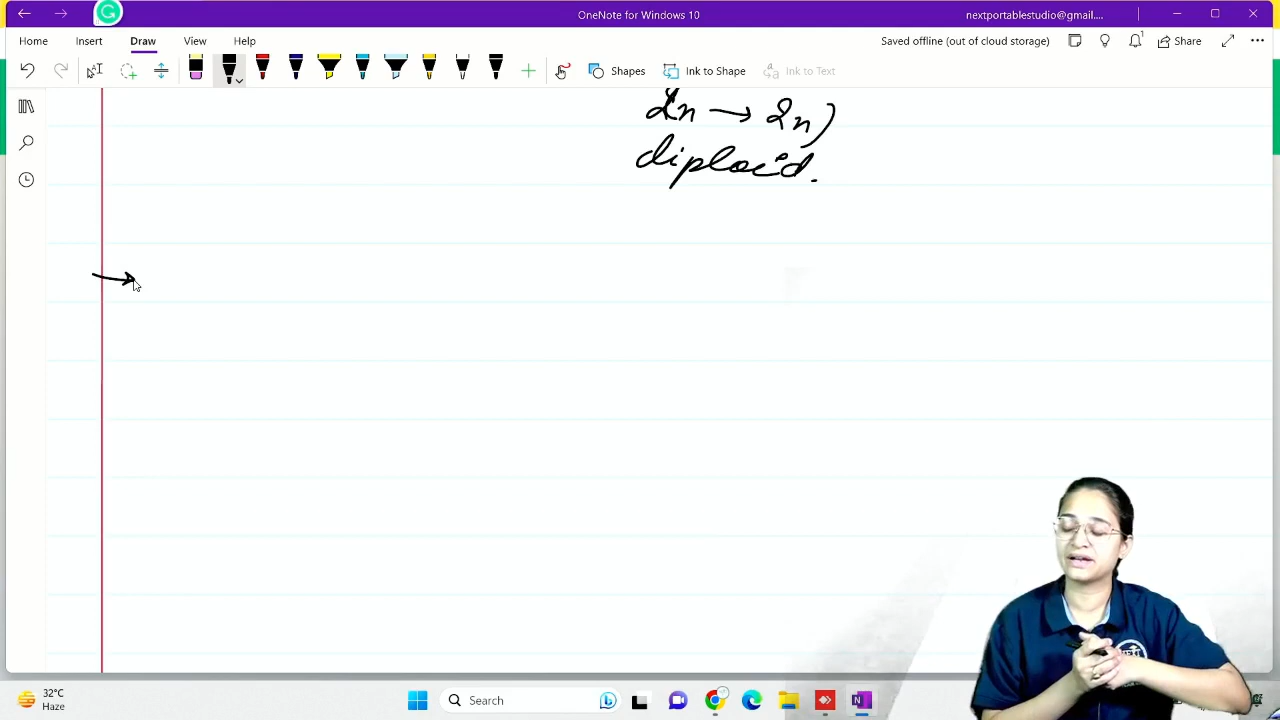 OneNote for Windows 10
nextportablestudio@gmail....
Home Insert Draw View Help
Saved offline (out of cloud storage)
1
Share
Shapes
Ink to Shape
Ink to Text
2n → 2n)
diploid.
→
32°C
Haze
Search